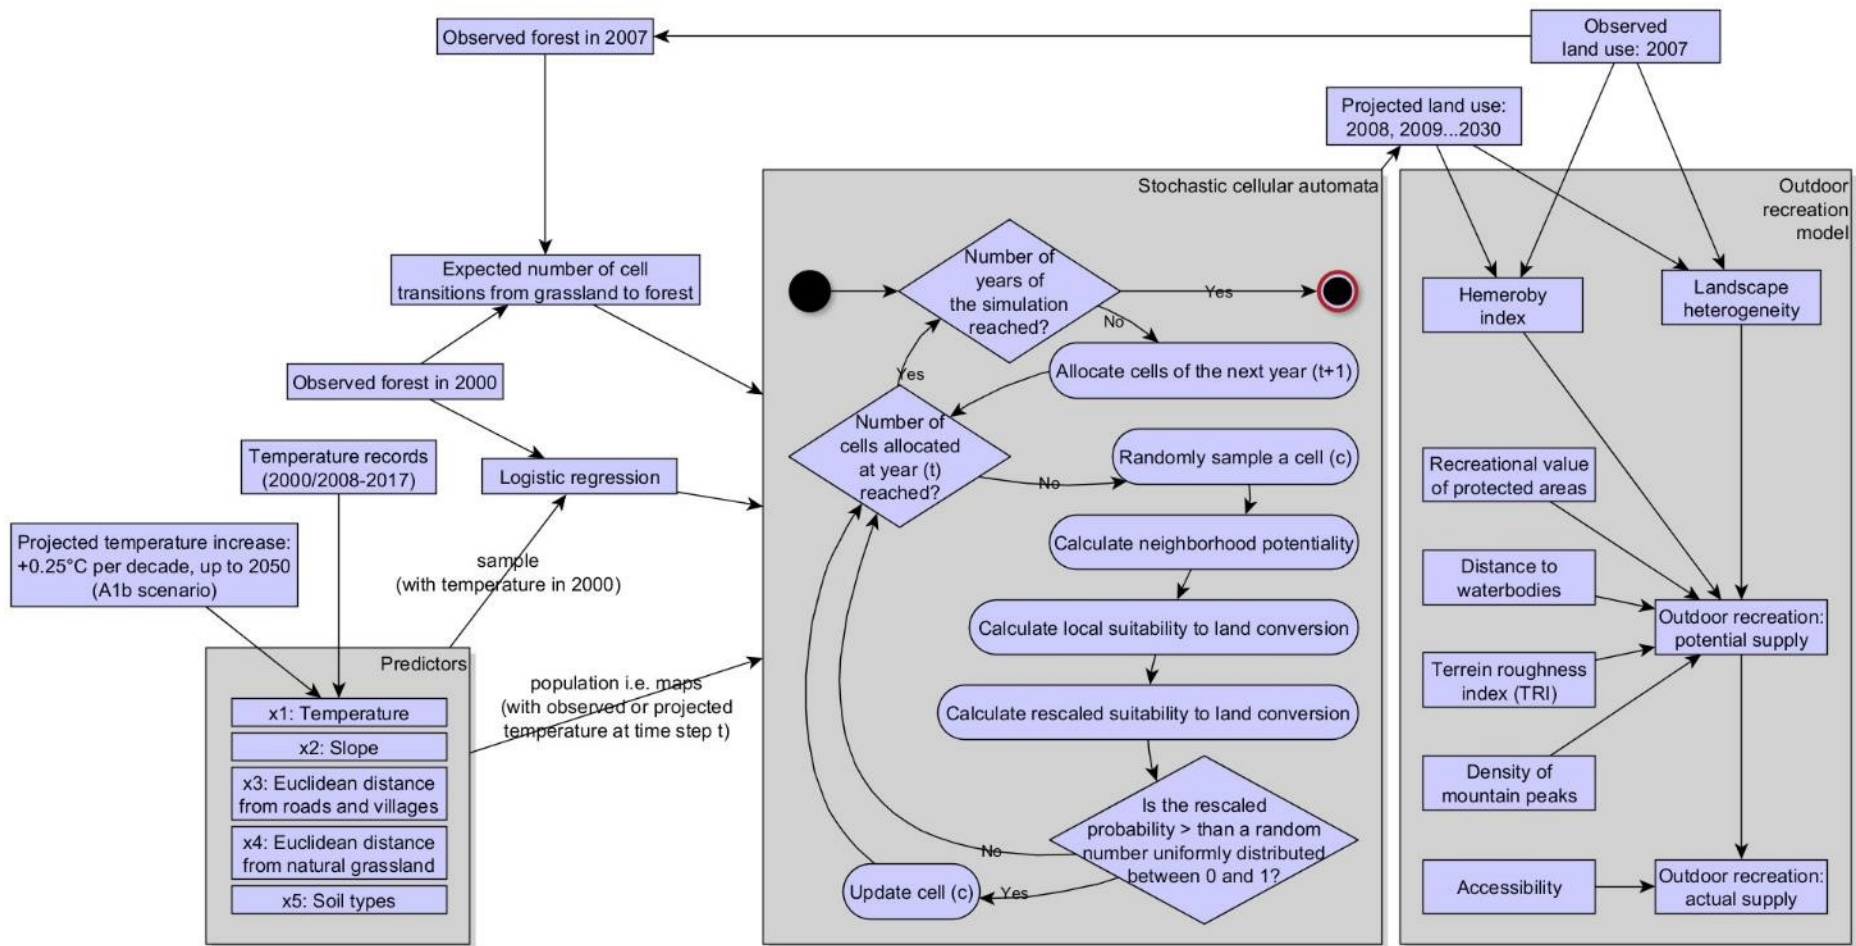 Observed forest in 2007
Observed
land use: 2007
Projected land use:
2008, 2009...2030
Expected number of cell
transitions from grassland to forest
Observed forest in 2000
Temperature records
(2000/2008-2017)
Logistic regression
Projected temperature increase:
+0.25°C per decade, up to 2050
(A1b scenario)
sample
(with temperature in 2000)
Predictors
x1: Temperature
x2: Slope
x3: Euclidean distance
from roads and villages
x4: Euclidean distance
from natural grassland
x5: Soil types
population i.e. maps
(with observed or projected
temperature at time step t)
Stochastic cellular automata
Number of
years of
the simulation
reached?
Yes
No
Allocate cells of the next year (t+1)
Yes
Number of
cells allocated
at year (t)
reached?
No
Randomly sample a cell (c)
Calculate neighborhood potentiality
Calculate local suitability to land conversion
Calculate rescaled suitability to land conversion
Is the rescaled
probability > than a random
number uniformly distributed
between 0 and 1?
No
Yes
Update cell (c)
Outdoor
recreation
model
Hemeroby
index
Landscape
heterogeneity
Recreational value
of protected areas
Distance to
waterbodies
Outdoor recreation:
potential supply
Terrein roughness
index (TRI)
Density of
mountain peaks
Accessibility
Outdoor recreation:
actual supply